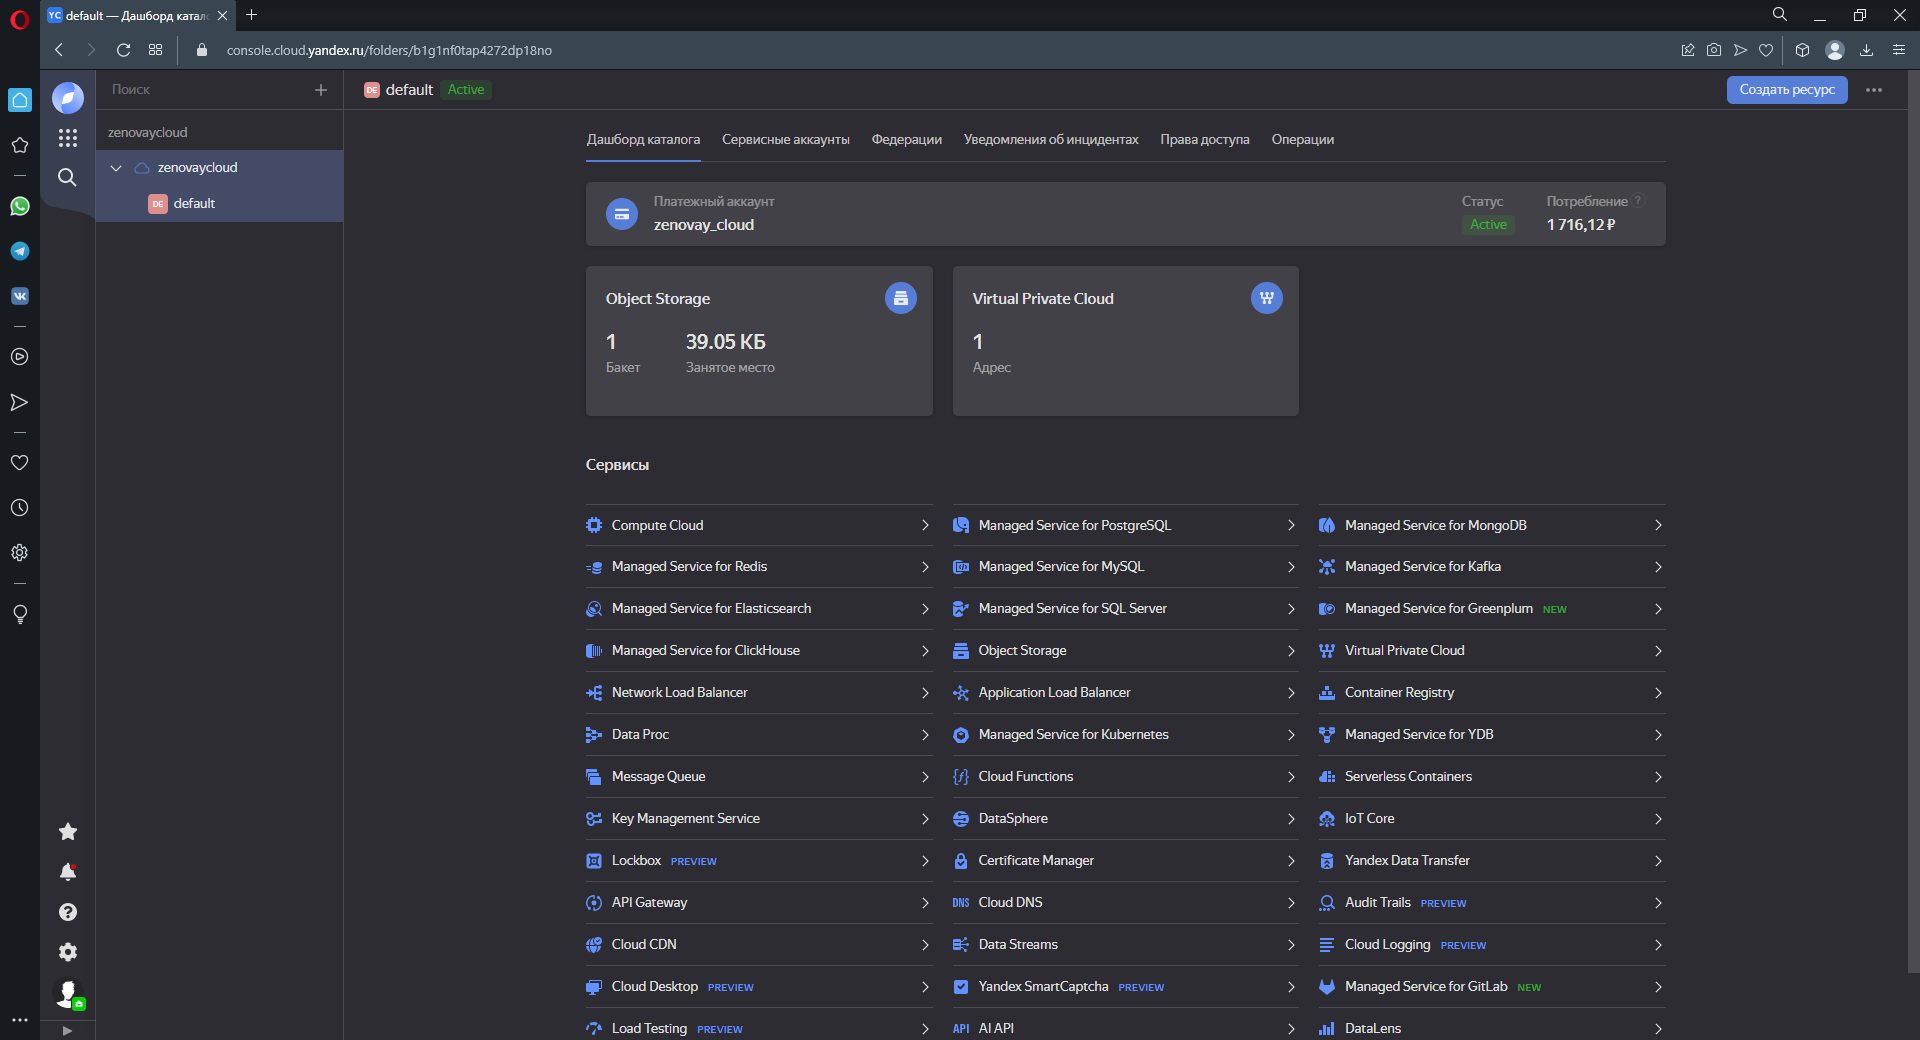 YC default — Дашборд катал
console.cloud.yandex.ru/folders/b1g1nf0tap4272dp18no
Поиск
zenovaycloud
zenovaycloud
DE default
DE default Active
Создать ресурс
Дашборд каталога Сервисные аккаунты Федерации Уведомления об инцидентах Права доступа Операции
Платежный аккаунт
zenovay_cloud
Статус
Active
Потребление ?
1 716,12 ₽
Object Storage
1
Бакет
39.05 КБ
Занятое место
Virtual Private Cloud
1
Адрес
Сервисы
Compute Cloud
Managed Service for PostgreSQL
Managed Service for MongoDB
Managed Service for Redis
Managed Service for MySQL
Managed Service for Kafka
Managed Service for Elasticsearch
Managed Service for SQL Server
Managed Service for Greenplum NEW
Managed Service for ClickHouse
Object Storage
Virtual Private Cloud
Network Load Balancer
Application Load Balancer
Container Registry
Data Proc
Managed Service for Kubernetes
Managed Service for YDB
Message Queue
Cloud Functions
Serverless Containers
Key Management Service
DataSphere
IoT Core
Lockbox PREVIEW
Certificate Manager
Yandex Data Transfer
API Gateway
DNS Cloud DNS
Audit Trails PREVIEW
Cloud CDN
Data Streams
Cloud Logging PREVIEW
Cloud Desktop PREVIEW
Yandex SmartCaptcha PREVIEW
Managed Service for GitLab NEW
Load Testing PREVIEW
API AI API
DataLens